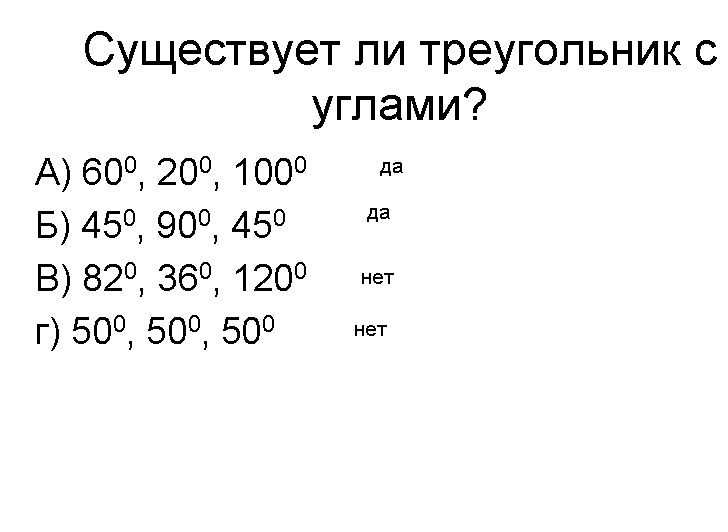 Существует ли треугольник с
углами?
А) 60⁰, 20⁰, 100⁰ да
Б) 45⁰, 90⁰, 45⁰ да
В) 82⁰, 36⁰, 120⁰ нет
г) 50⁰, 50⁰, 50⁰ нет